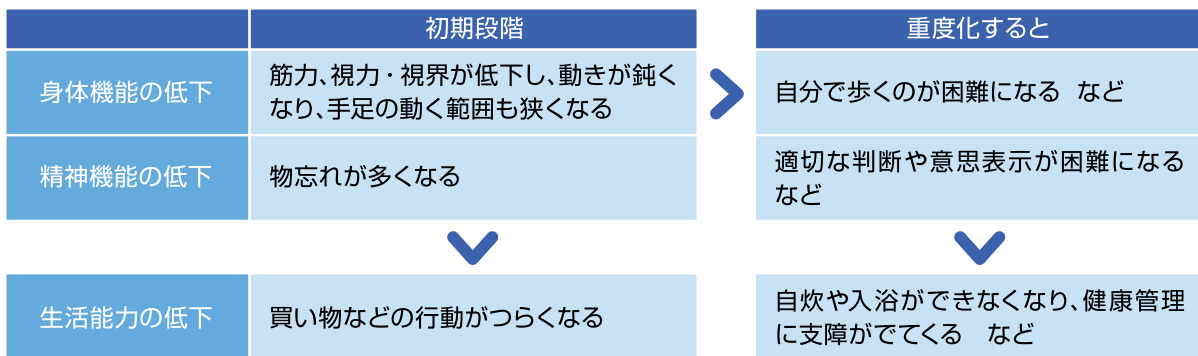 初期段階
重度化すると
身体機能の低下
筋力、視力・視界が低下し、動きが鈍く
なり、手足の動く範囲も狭くなる
自分で歩くのが困難になる　など
精神機能の低下
物忘れが多くなる
適切な判断や意思表示が困難になる
など
生活能力の低下
買い物などの行動がつらくなる
自炊や入浴ができなくなり、健康管理
に支障がでてくる　など